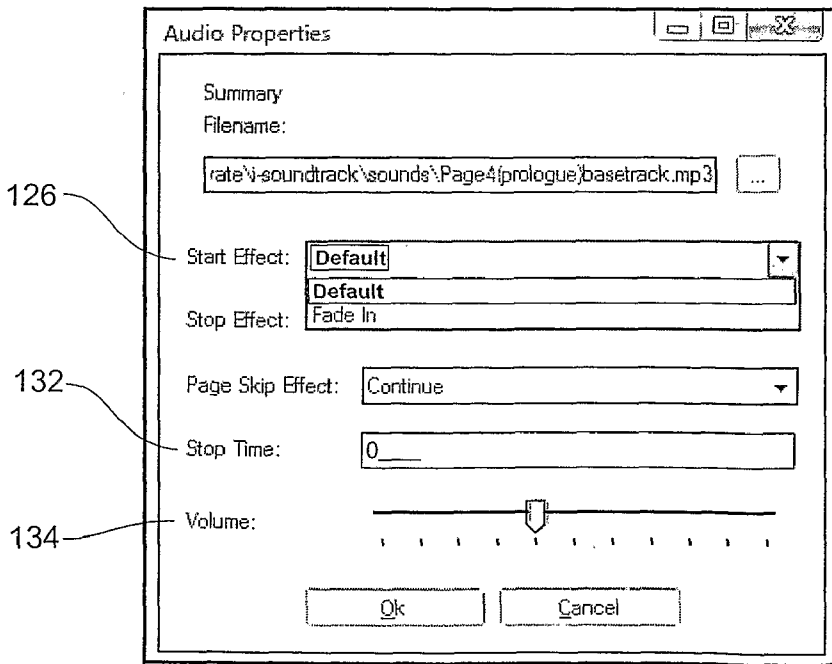 Audio Properties
Summary
Filename:
rate\i-soundtrack\sounds\Page4(prologue)basetrack.mp3 ...
126
Start Effect: Default
Default
Stop Effect: Fade In
132
Page Skip Effect: Continue
Stop Time: 0____
134
Volume:
Ok Cancel